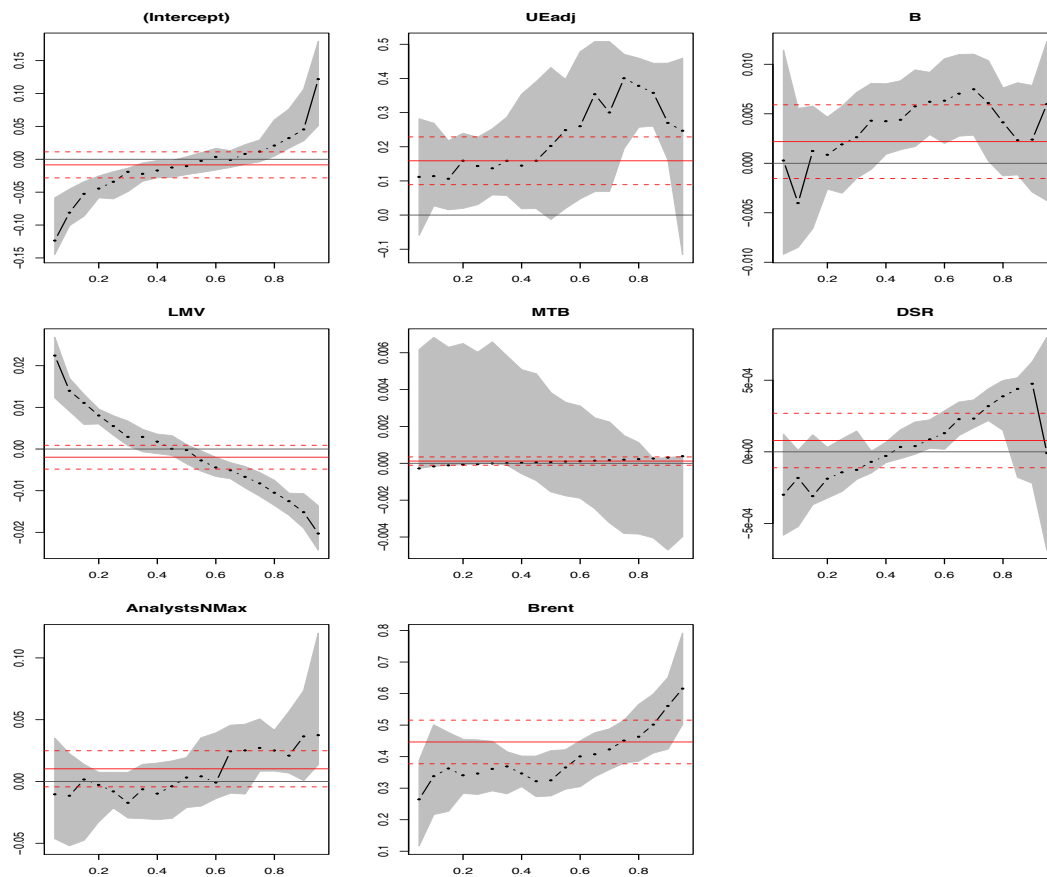 (Intercept)
−0.15 −0.10 −0.05 0.00 0.05 0.10 0.15
0.2 0.4 0.6 0.8
UEadj
−0.1 0.0 0.1 0.2 0.3 0.4 0.5
0.2 0.4 0.6 0.8
B
−0.010 −0.005 0.000 0.005 0.010
0.2 0.4 0.6 0.8
LMV
−0.02 −0.01 0.00 0.01 0.02
0.2 0.4 0.6 0.8
MTB
−0.004 −0.002 0.000 0.002 0.004 0.006
0.2 0.4 0.6 0.8
DSR
−5e−04 0e+00 5e−04
0.2 0.4 0.6 0.8
AnalystsNMax
−0.05 0.00 0.05 0.10
0.2 0.4 0.6 0.8
Brent
0.1 0.2 0.3 0.4 0.5 0.6 0.7 0.8
0.2 0.4 0.6 0.8